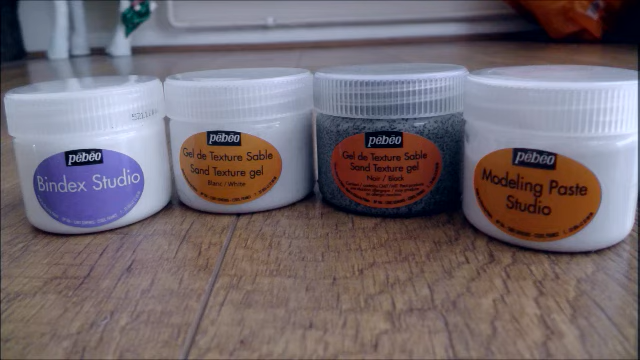 pébéo
Bindex Studio
pébéo
Gel de Texture Sable
Sand Texture gel
Blanc / White
pébéo
Gel de Texture Sable
Sand Texture gel
Noir / Black
pébéo
Modeling Paste
Studio